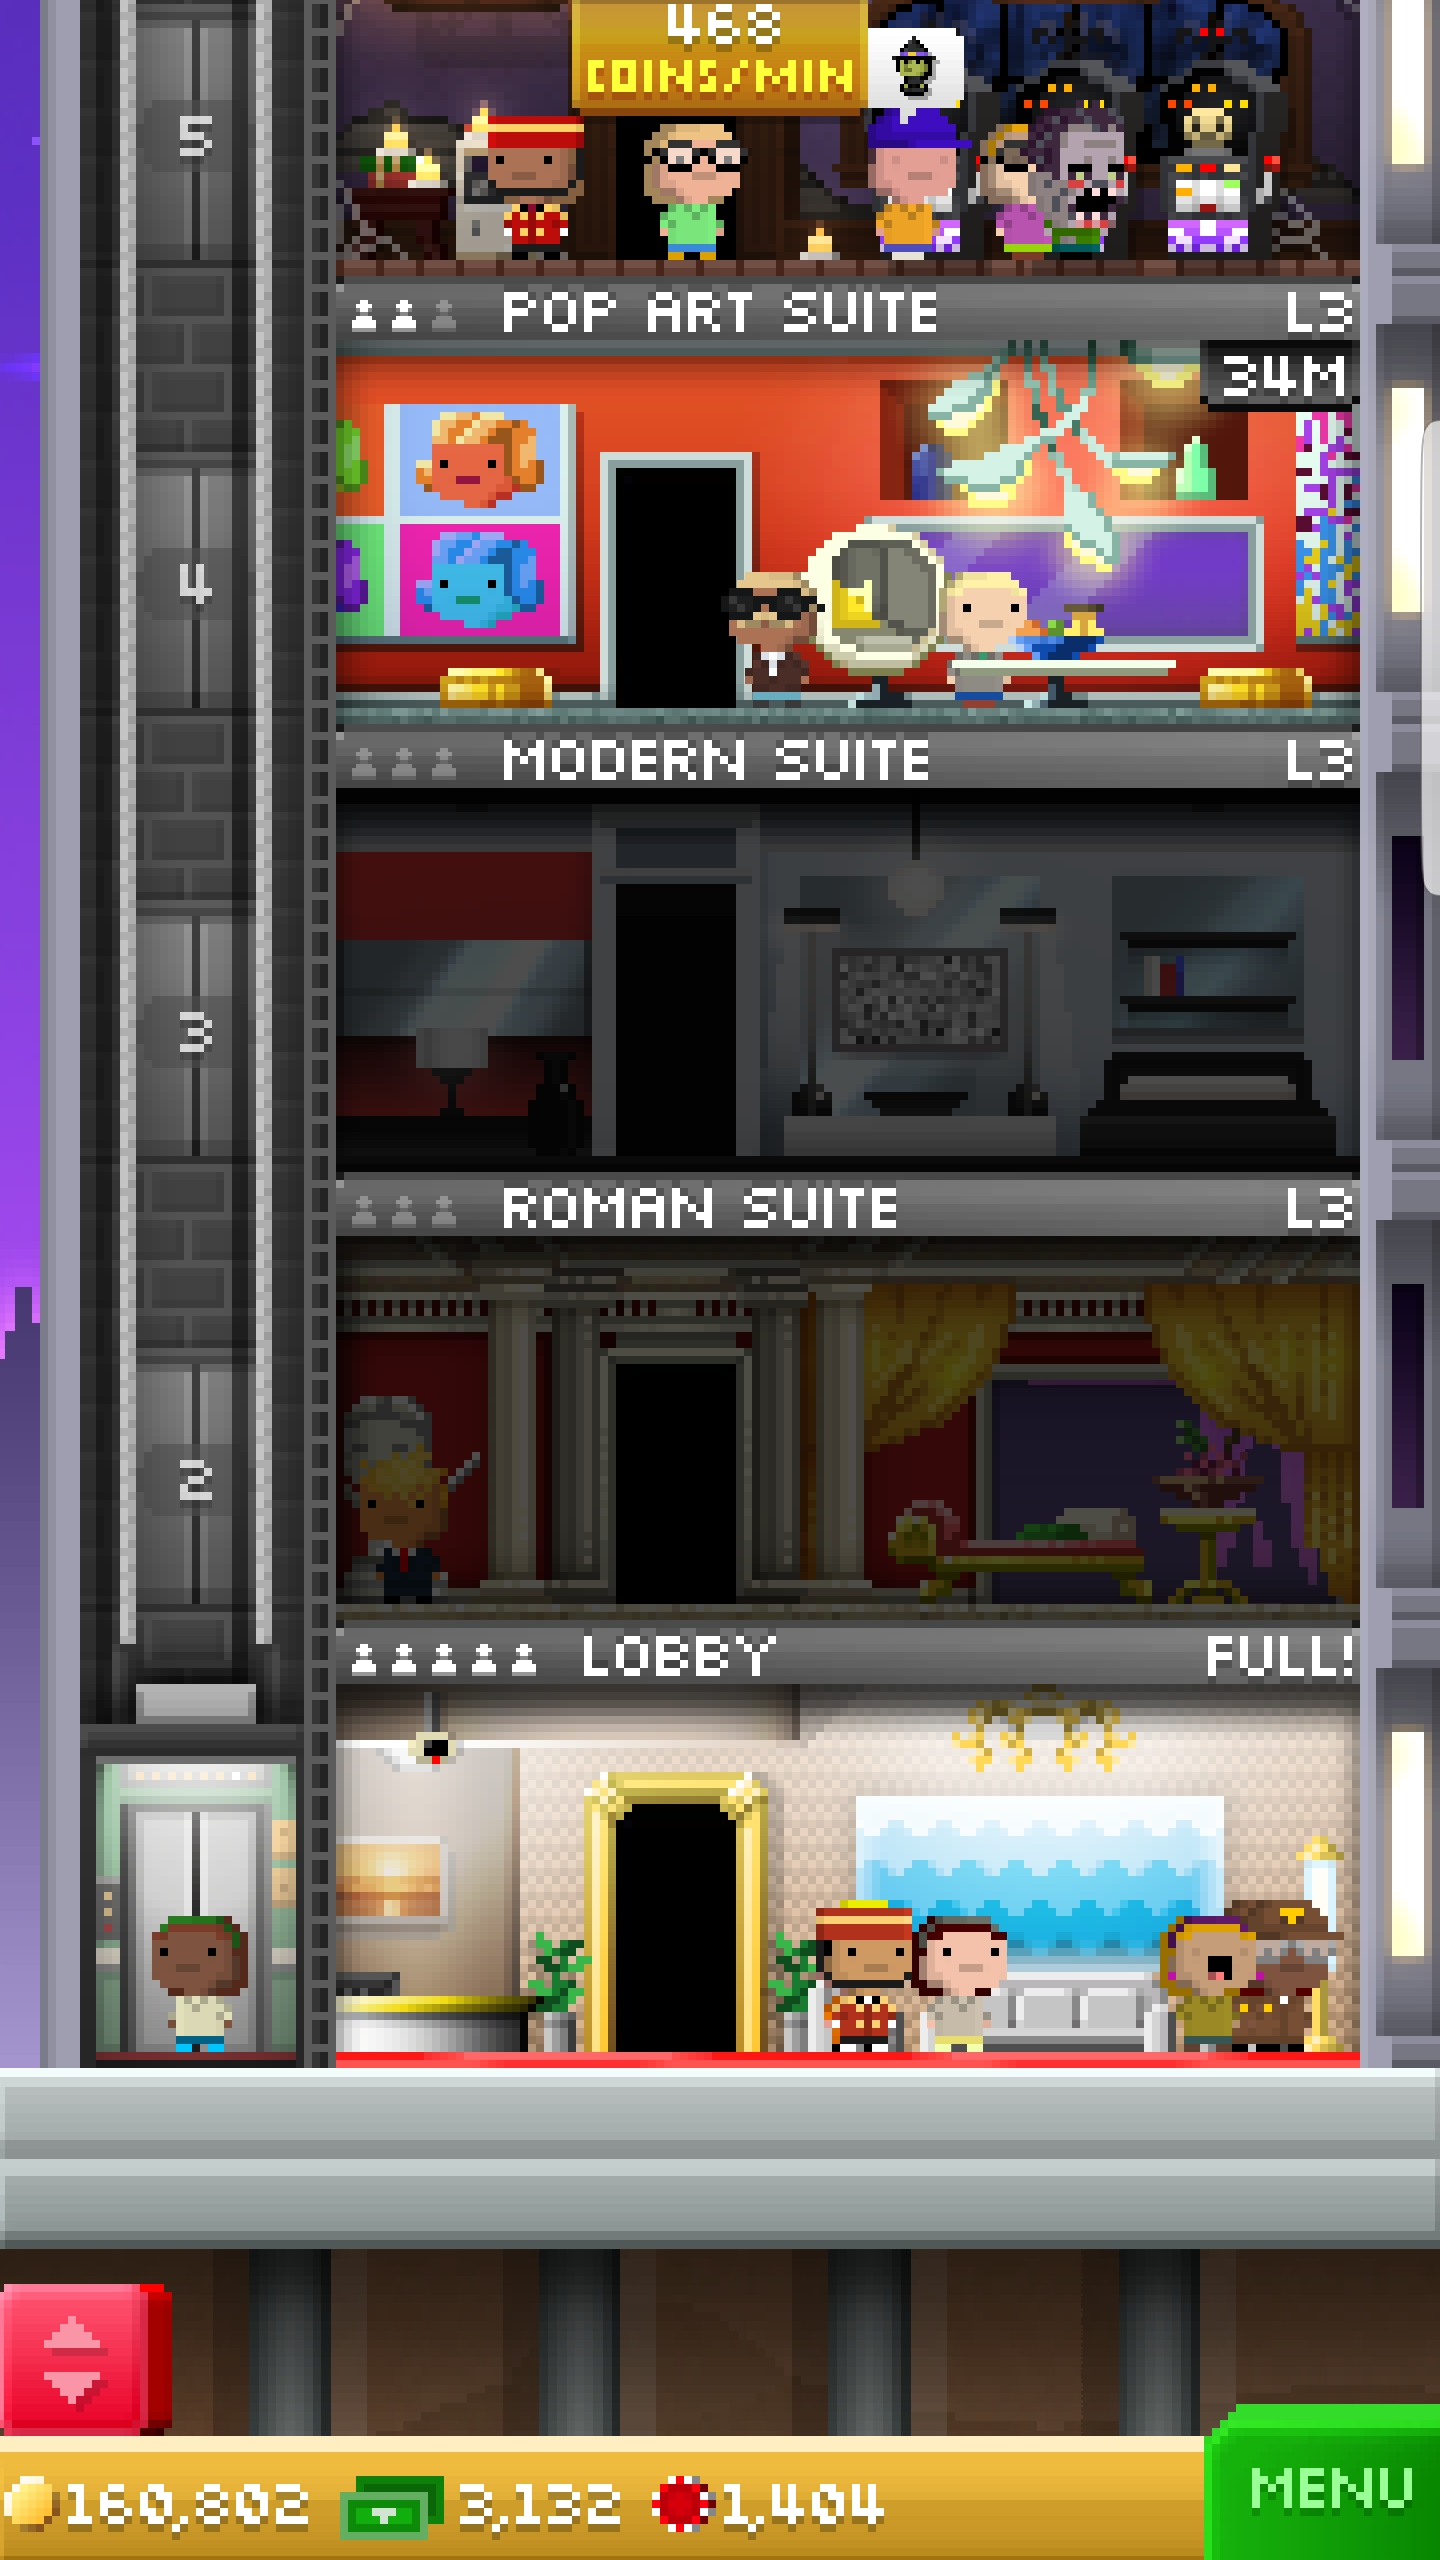 468
COINS/MIN
5
POP ART SUITE L3
34M
4
MODERN SUITE L3
3
ROMAN SUITE L3
2
LOBBY FULL!
160,802 3,132 1,404
MENU